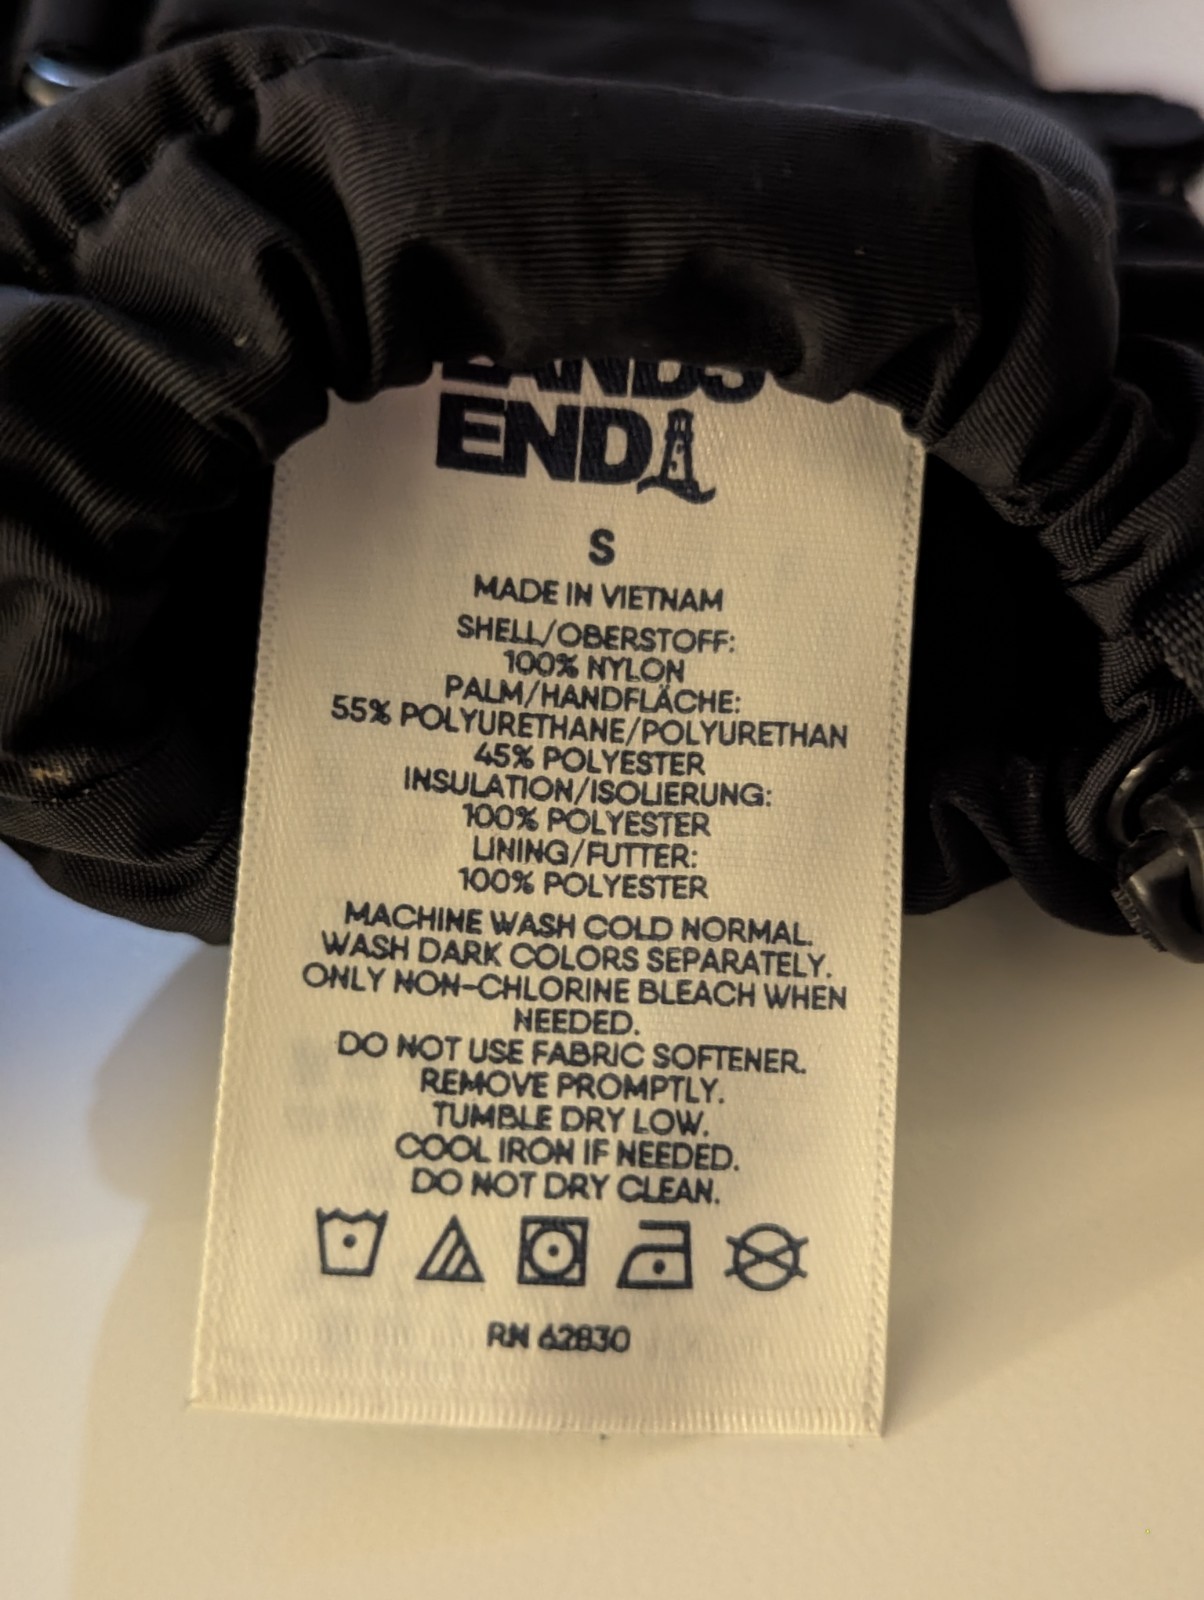 LANDS
END
S
MADE IN VIETNAM
SHELL/OBERSTOFF:
100% NYLON
PALM/HANDFLÄCHE:
55% POLYURETHANE/POLYURETHAN
45% POLYESTER
INSULATION/ISOLIERUNG:
100% POLYESTER
LINING/FUTTER:
100% POLYESTER
MACHINE WASH COLD NORMAL.
WASH DARK COLORS SEPARATELY.
ONLY NON-CHLORINE BLEACH WHEN
NEEDED.
DO NOT USE FABRIC SOFTENER.
REMOVE PROMPTLY.
TUMBLE DRY LOW.
COOL IRON IF NEEDED.
DO NOT DRY CLEAN.
RN 62830